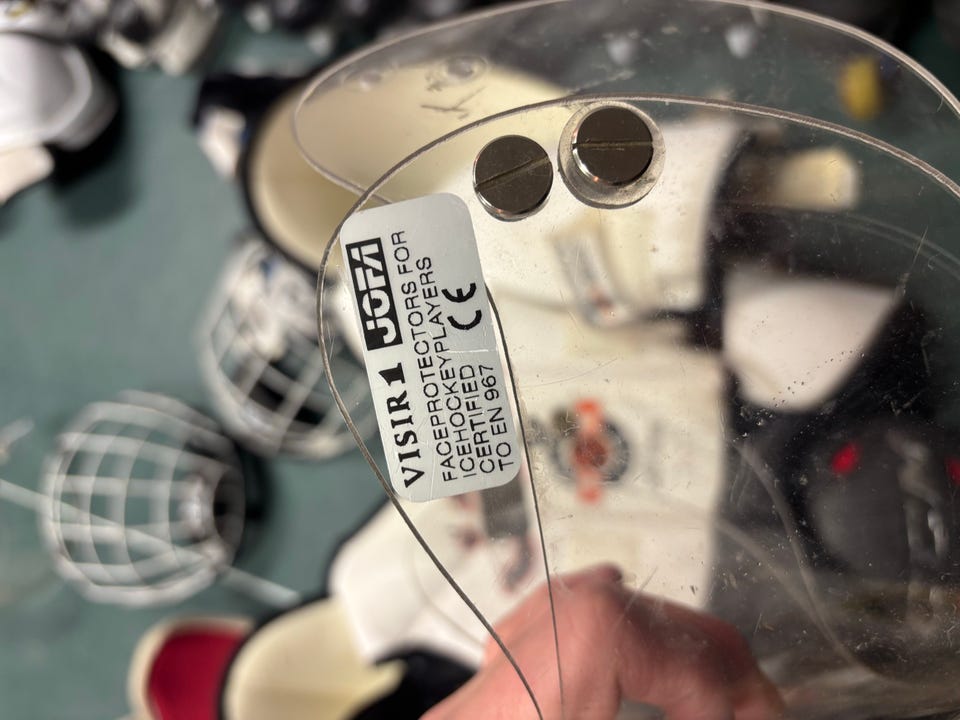 VISIR 1 JOFA
FACEPROTECTORS FOR
ICEHOCKEYPLAYERS
CERTIFIED CE
TO EN 967